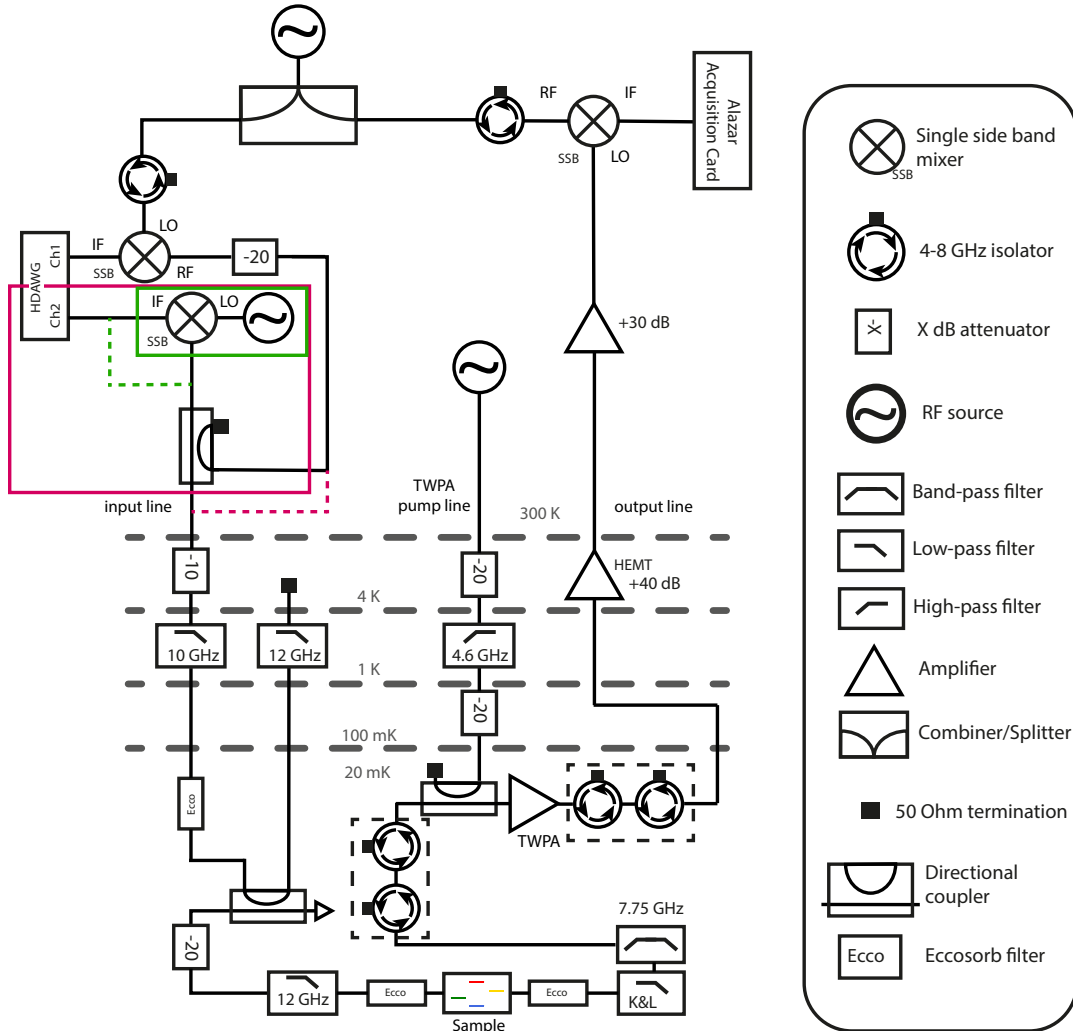 RF
IF
SSB
LO
Alazar
Acquisition Card
LO
IF
SSB
RF
-20
HDAWG
Ch1
Ch2
IF
LO
SSB
+30 dB
input line
TWPA
pump line
output line
300 K
-10
-20
HEMT
+40 dB
4 K
10 GHz
12 GHz
4.6 GHz
1 K
-20
100 mK
20 mK
Ecco
TWPA
-20
7.75 GHz
12 GHz
Ecco
Ecco
K&L
Sample
SSB
Single side band
mixer
4-8 GHz isolator
X-
X dB attenuator
RF source
Band-pass filter
Low-pass filter
High-pass filter
Amplifier
Combiner/Splitter
50 Ohm termination
Directional
coupler
Ecco
Eccosorb filter